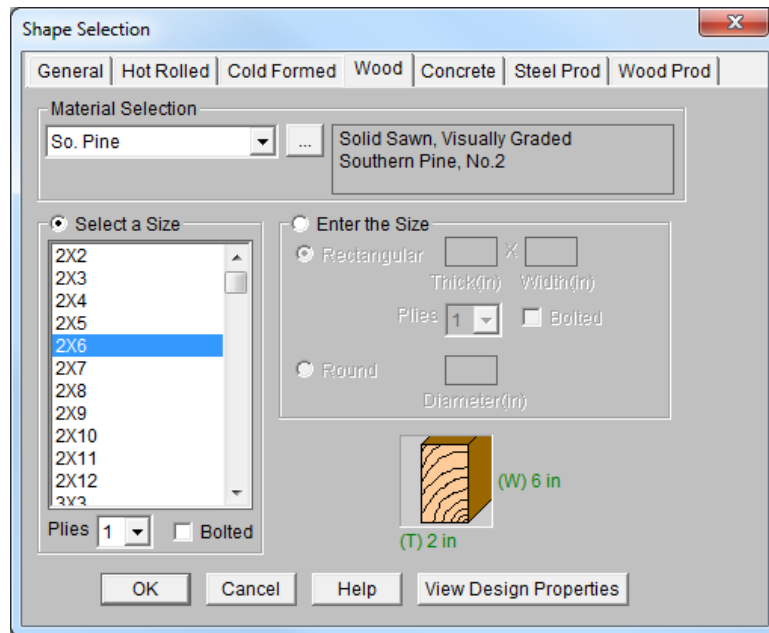 Shape Selection
X
General Hot Rolled Cold Formed Wood Concrete Steel Prod Wood Prod
Material Selection
So. Pine ... Solid Sawn, Visually Graded
Southern Pine, No.2
Select a Size
2X2
2X3
2X4
2X5
2X6
2X7
2X8
2X9
2X10
2X11
2X12
3X3
Plies 1 Bolted
Enter the Size
Rectangular X
Thick(in) Width(in)
Plies 1 Bolted
Round
Diameter(in)
(W) 6 in
(T) 2 in
OK Cancel Help View Design Properties